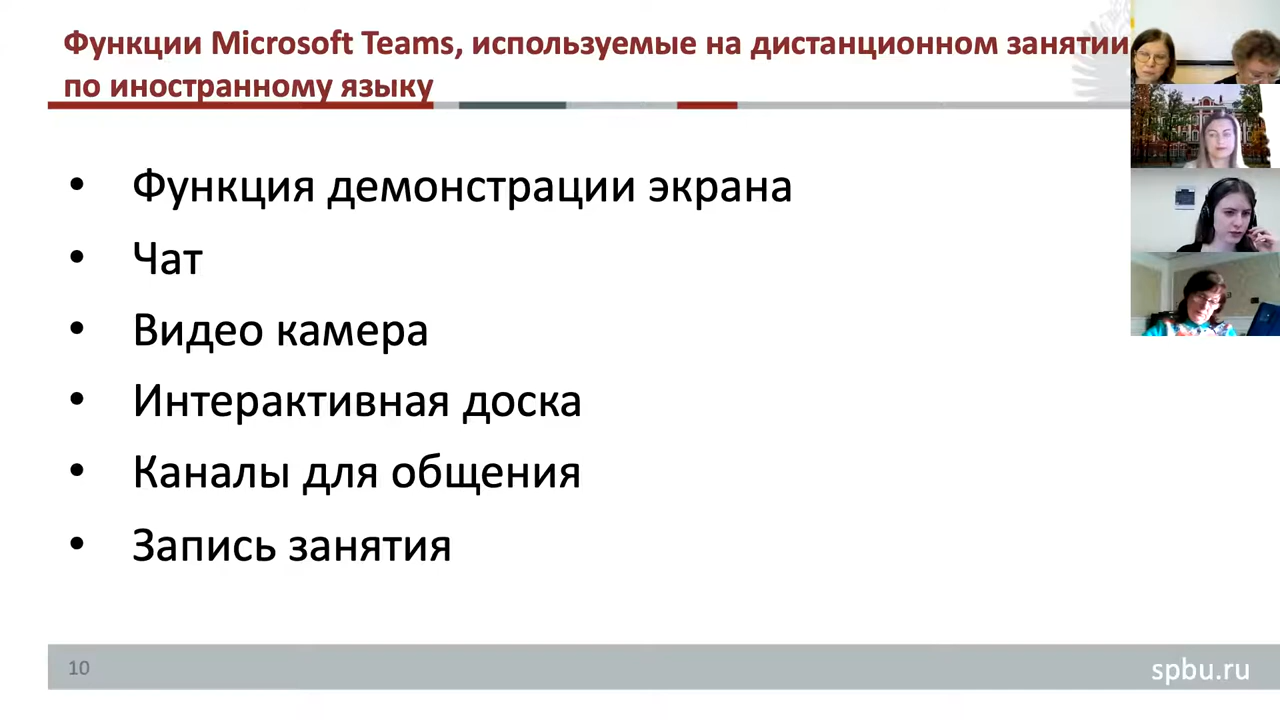 Функции Microsoft Teams, используемые на дистанционном занятии
по иностранному языку
• Функция демонстрации экрана
• Чат
• Видео камера
• Интерактивная доска
• Каналы для общения
• Запись занятия
10
spbu.ru